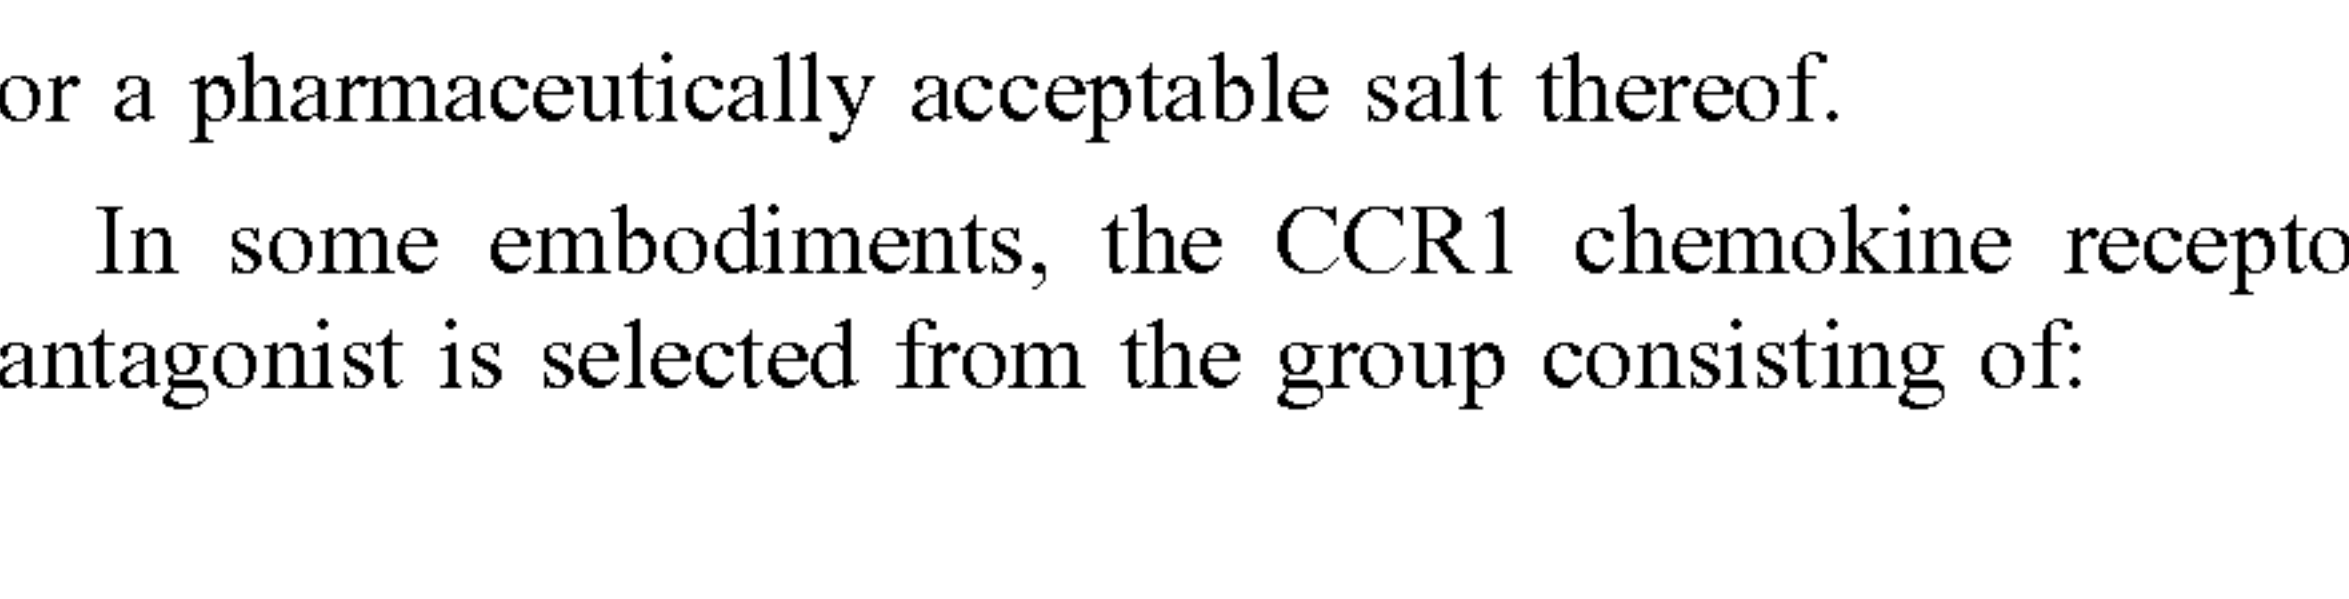 or a pharmaceutically acceptable salt thereof.
In some embodiments, the CCR1 chemokine recepto
antagonist is selected from the group consisting of: